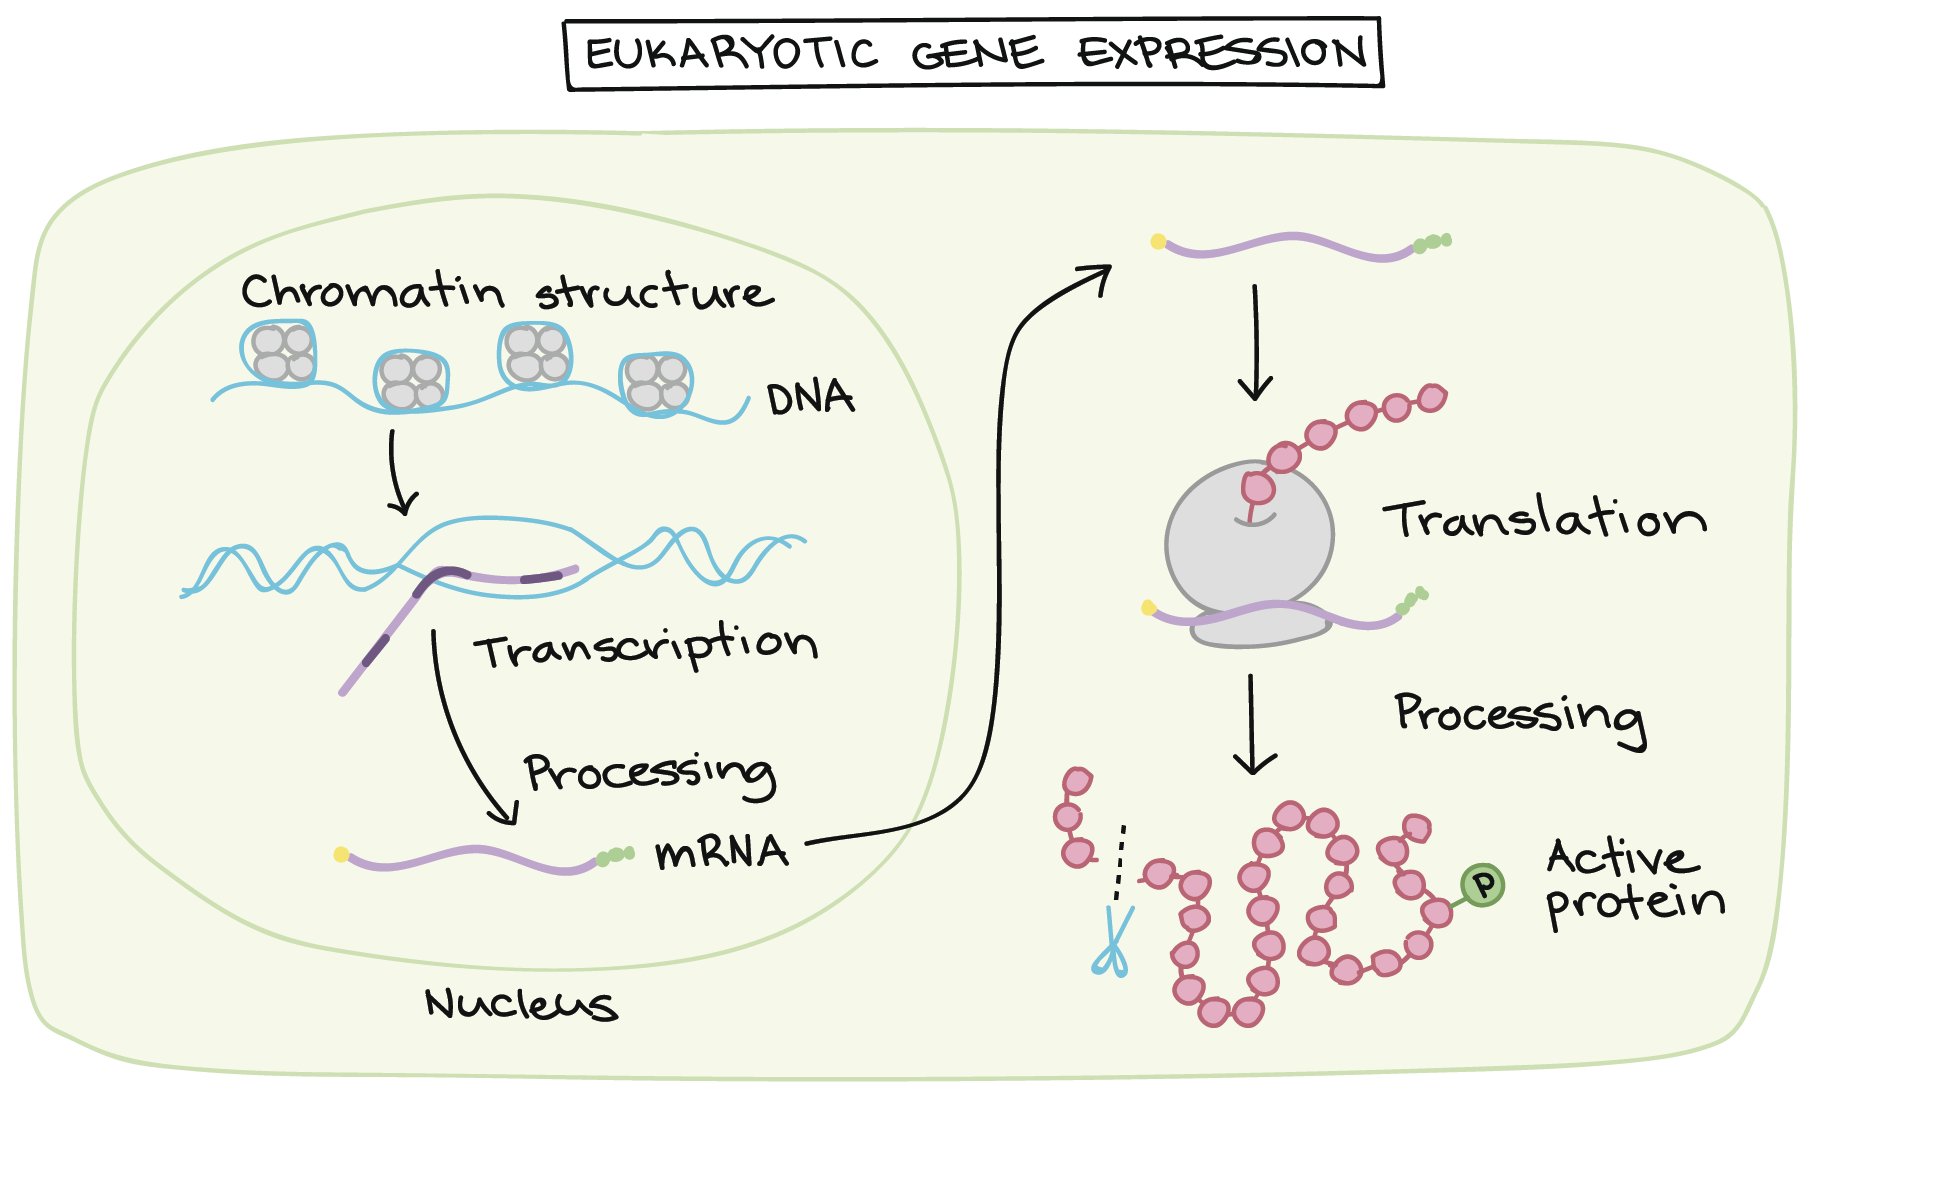 EUKARYOTIC GENE EXPRESSION
Chromatin structure
DNA
Transcription
Processing
mRNA
Nucleus
Translation
Processing
Active
protein
P